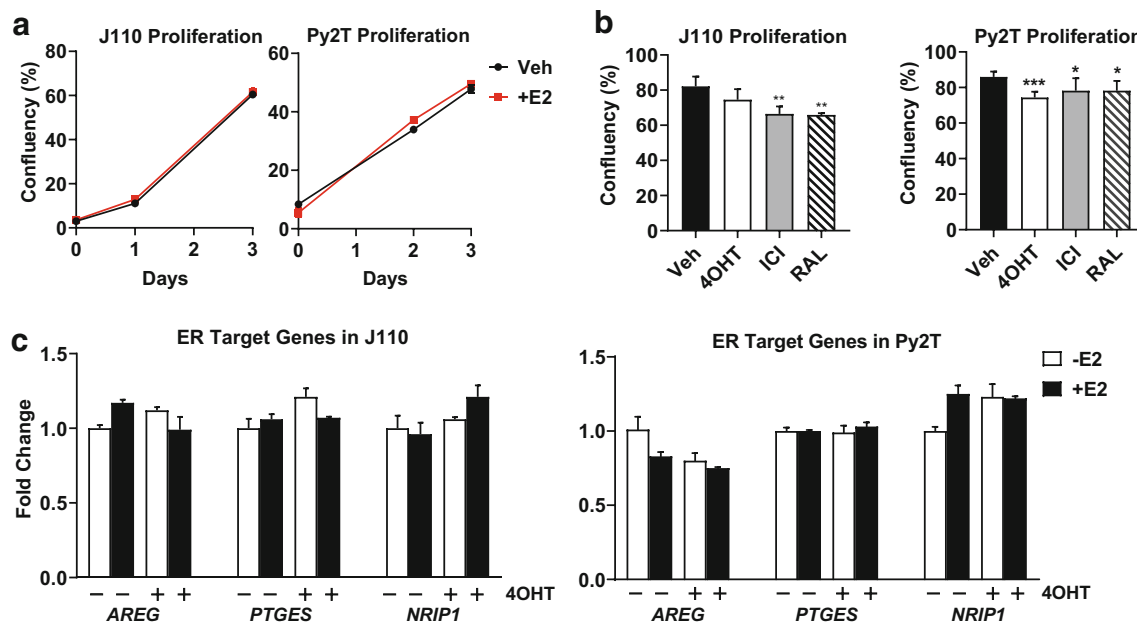 a
J110 Proliferation
Confluency (%)
80
60
40
20
0
0 1 2 3
Days
Py2T Proliferation
60
40
20
0
0 1 2 3
Days
Veh
+E2
b
J110 Proliferation
Confluency (%)
100
80
60
40
20
0
** **
Veh 4OHT ICI RAL
Py2T Proliferation
Confluency (%)
100
80
60
40
20
0
*** * *
Veh 4OHT ICI RAL
c
ER Target Genes in J110
Fold Change
1.5
1.0
0.5
0.0
− − + + − − + + − − + + 4OHT
AREG PTGES NRIP1
ER Target Genes in Py2T
1.5
1.0
0.5
0.0
-E2
+E2
− − + + − − + + − − + + 4OHT
AREG PTGES NRIP1